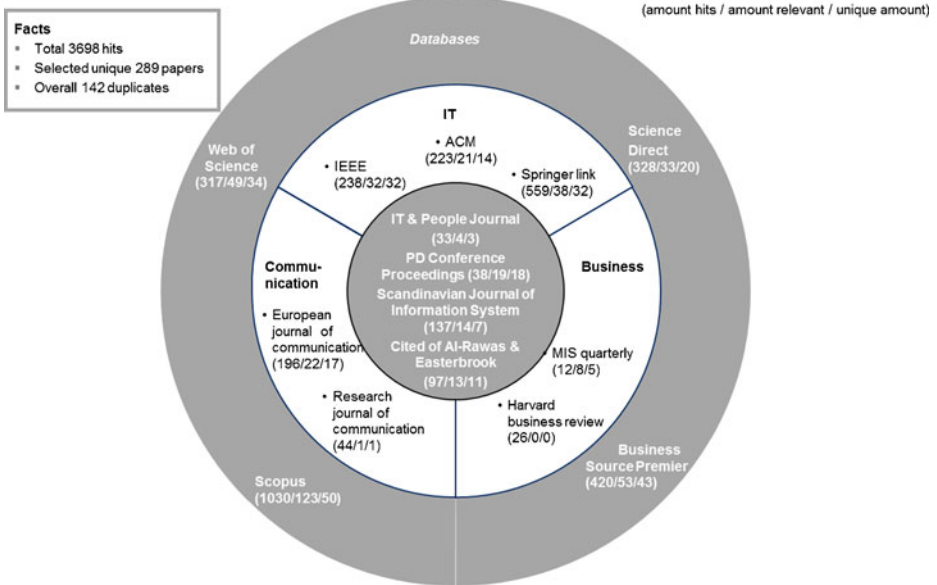 (amount hits / amount relevant / unique amount)
Facts
▪ Total 3698 hits
▪ Selected unique 289 papers
▪ Overall 142 duplicates
Databases
IT
• ACM
(223/21/14)
• IEEE
(238/32/32)
• Springer link
(559/38/32)
Web of
Science
(317/49/34)
Science
Direct
(328/33/20)
IT & People Journal
(33/4/3)
PD Conference
Proceedings (38/19/18)
Scandinavian Journal of
Information System
(137/14/7)
Cited of Al-Rawas &
Easterbrook
(97/13/11)
Commu-
nication
• European
journal of
communication
(196/22/17)
• Research
journal of
communication
(44/1/1)
Business
• MIS quarterly
(12/8/5)
• Harvard
business review
(26/0/0)
Scopus
(1030/123/50)
Business
Source Premier
(420/53/43)